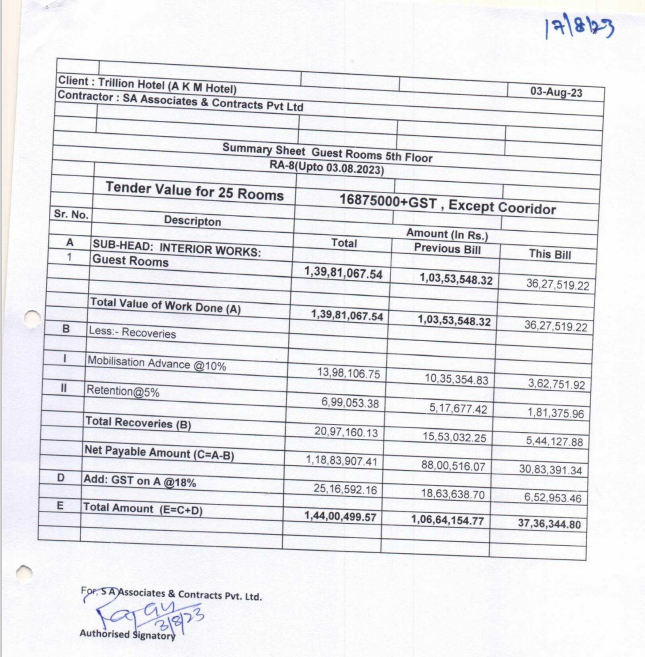 17/8/23
03-Aug-23
Client : Trillion Hotel (A K M Hotel)
Contractor : SA Associates & Contracts Pvt Ltd
Summary Sheet Guest Rooms 5th Floor
RA-8(Upto 03.08.2023)
Tender Value for 25 Rooms 16875000+GST , Except Cooridor
Sr. No. Descripton Amount (In Rs.)
Total Previous Bill This Bill
A SUB-HEAD: INTERIOR WORKS:
1 Guest Rooms 1,39,81,067.54 1,03,53,548.32 36,27,519.22
Total Value of Work Done (A) 1,39,81,067.54 1,03,53,548.32 36,27,519.22
B Less:- Recoveries
I Mobilisation Advance @10% 13,98,106.75 10,35,354.83 3,62,751.92
II Retention@5% 6,99,053.38 5,17,677.42 1,81,375.96
Total Recoveries (B) 20,97,160.13 15,53,032.25 5,44,127.88
Net Payable Amount (C=A-B) 1,18,83,907.41 88,00,516.07 30,83,391.34
D Add: GST on A @18% 25,16,592.16 18,63,638.70 6,52,953.46
E Total Amount (E=C+D) 1,44,00,499.57 1,06,64,154.77 37,36,344.80
For S A Associates & Contracts Pvt. Ltd.
3/8/23
Authorised Signatory